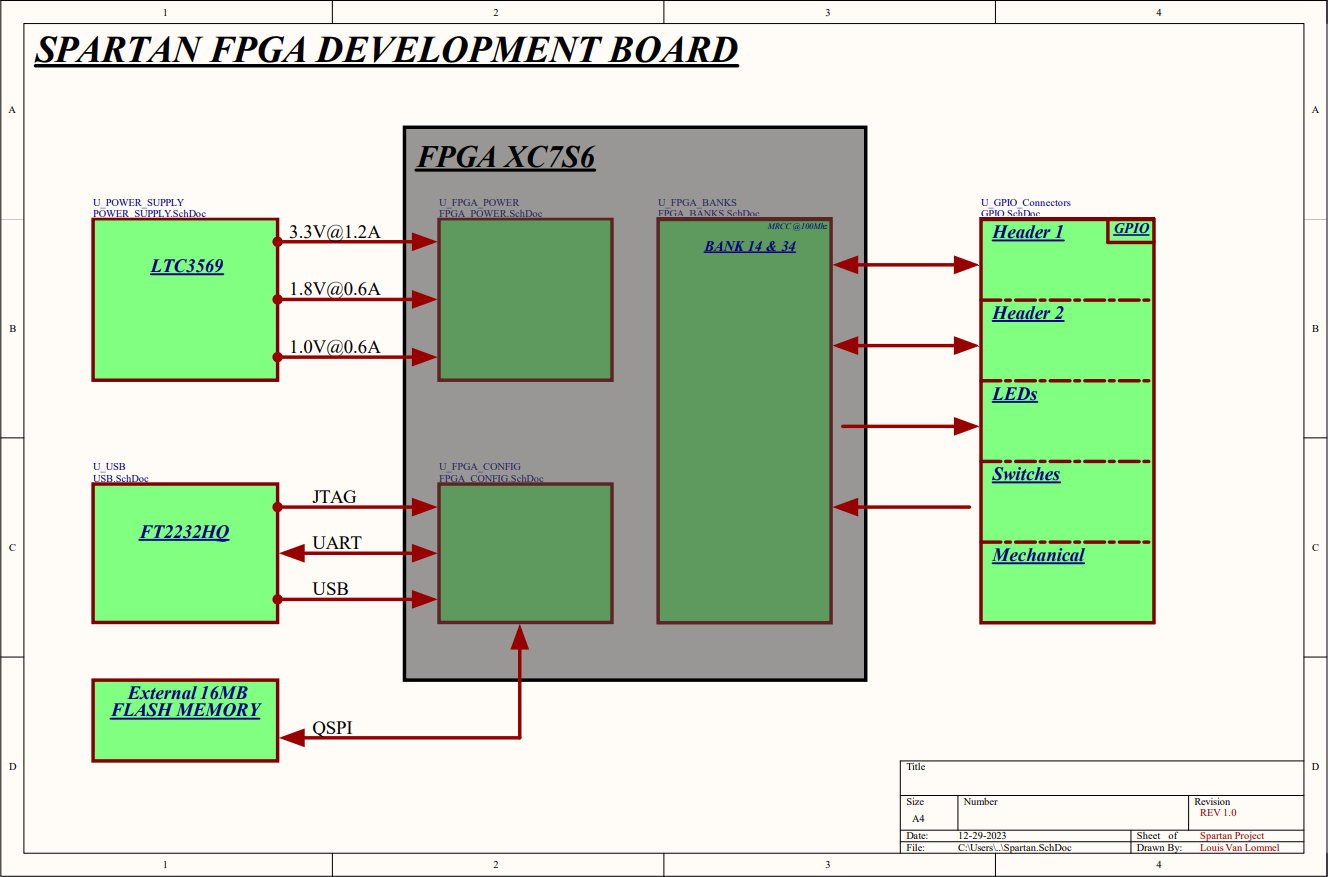 1 2 3 4
SPARTAN FPGA DEVELOPMENT BOARD
A A
FPGA XC7S6
U_POWER_SUPPLY
POWER_SUPPLY.SchDoc
LTC3569
3.3V@1.2A
1.8V@0.6A
1.0V@0.6A
U_FPGA_POWER
FPGA_POWER.SchDoc
U_FPGA_BANKS
FPGA_BANKS.SchDoc
MRCC @100Mhz
BANK 14 & 34
U_GPIO_Connectors
GPIO.SchDoc
Header 1
GPIO
Header 2
LEDs
Switches
Mechanical
B B
U_USB
USB.SchDoc
FT2232HQ
JTAG
UART
USB
U_FPGA_CONFIG
FPGA_CONFIG.SchDoc
C C
External 16MB
FLASH MEMORY
QSPI
D D
Title
Size
A4
Number
Revision
REV 1.0
Date: 12-29-2023 Sheet of Spartan Project
File: C:\Users\..\Spartan.SchDoc Drawn By: Louis Van Lommel
1 2 3 4